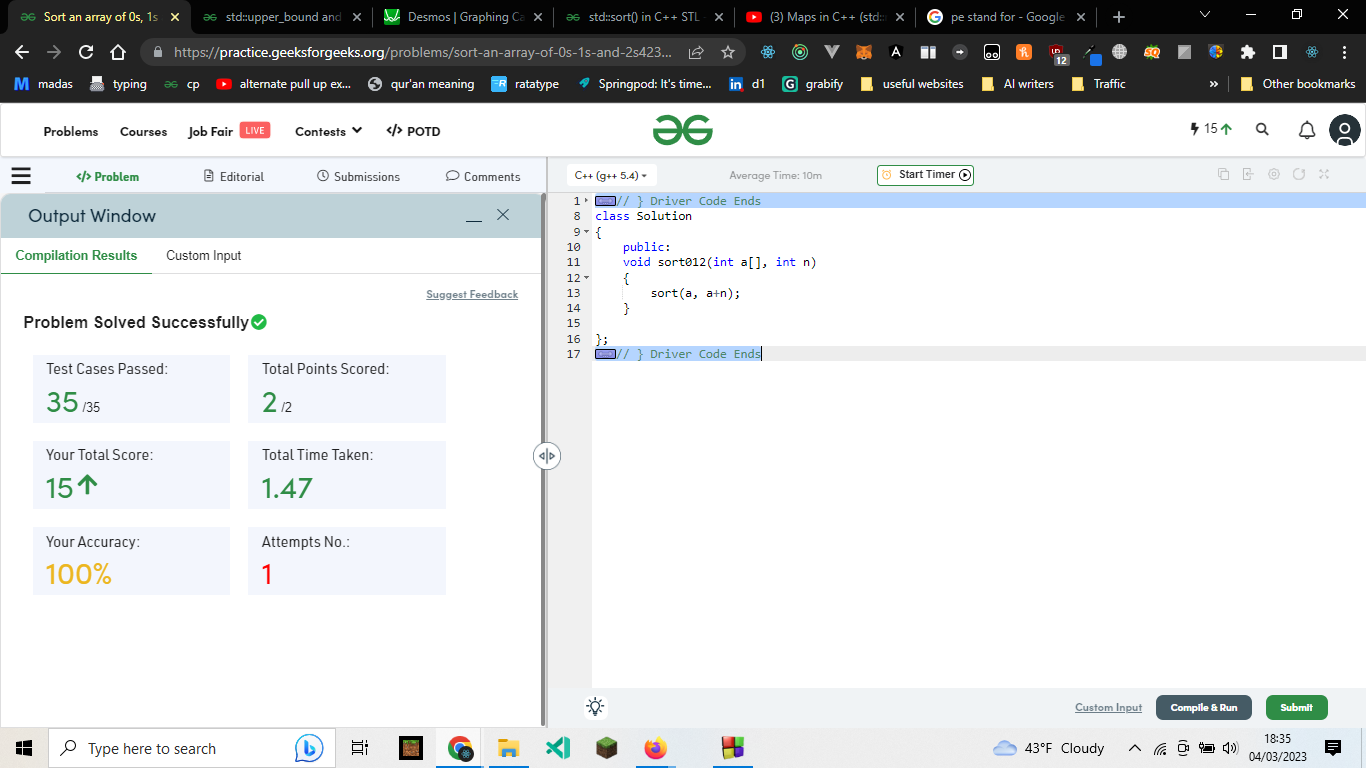 Sort an array of 0s, 1s
std::upper_bound and
Desmos | Graphing Ca
std::sort() in C++ STL -
(3) Maps in C++ (std::
pe stand for - Google
https://practice.geeksforgeeks.org/problems/sort-an-array-of-0s-1s-and-2s423...
12
madas
typing
cp
alternate pull up ex...
qur'an meaning
ratatype
Springpod: It's time...
d1
grabify
useful websites
AI writers
Traffic
»
Other bookmarks
Problems
Courses
Job Fair LIVE
Contests
</> POTD
15
</> Problem
Editorial
Submissions
Comments
C++ (g++ 5.4)
Average Time: 10m
Start Timer
Output Window
Compilation Results
Custom Input
Suggest Feedback
Problem Solved Successfully
Test Cases Passed:
35 /35
Total Points Scored:
2 /2
Your Total Score:
15
Total Time Taken:
1.47
Your Accuracy:
100%
Attempts No.:
1
1 // } Driver Code Ends
8 class Solution
9 {
10 public:
11 void sort012(int a[], int n)
12 {
13 sort(a, a+n);
14 }
15
16 };
17 // } Driver Code Ends
Custom Input
Compile & Run
Submit
Type here to search
43°F Cloudy
18:35
04/03/2023